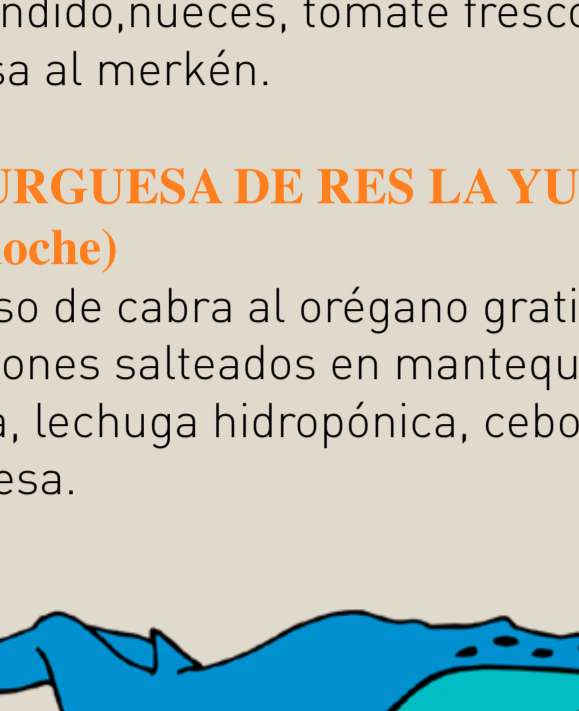 ndido,nueces, tomate fresco
sa al merkén.
URGUESA DE RES LA YU
oche)
so de cabra al orégano grati
ones salteados en mantequ
a, lechuga hidropónica, cebo
esa.